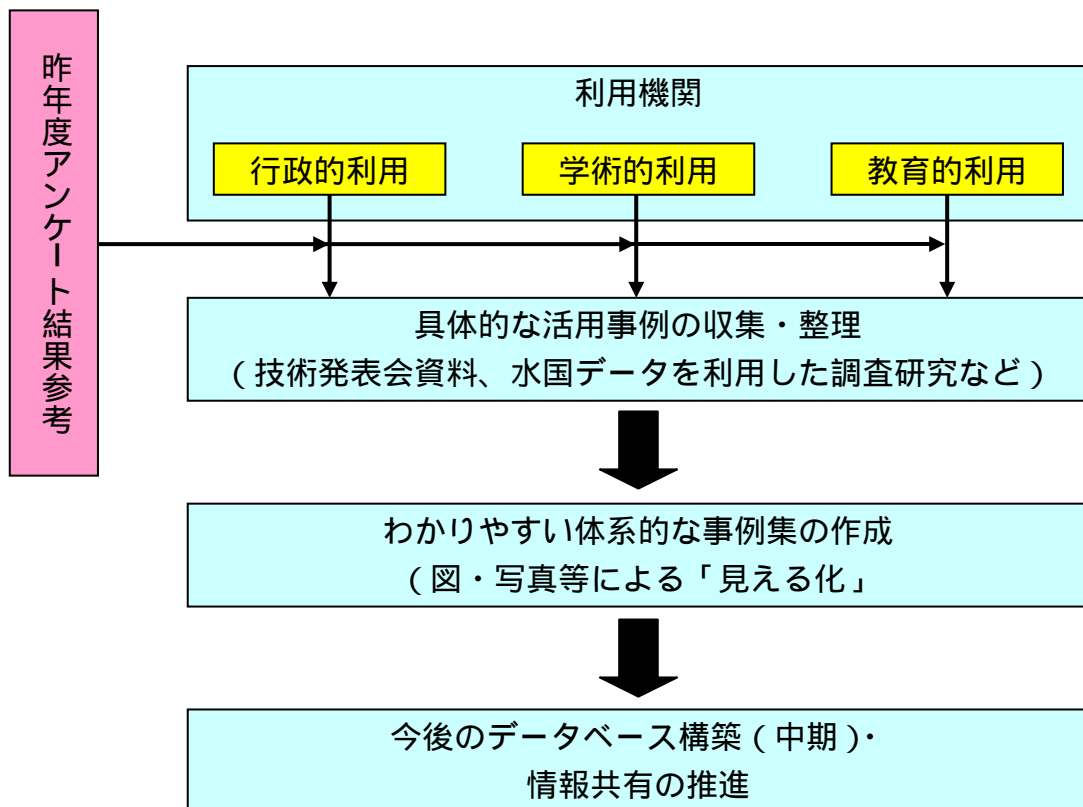 昨年度アンケート結果参考
利用機関
行政的利用
学術的利用
教育的利用
具体的な活用事例の収集・整理
(技術発表会資料、水国データを利用した調査研究など)
わかりやすい体系的な事例集の作成
(図・写真等による「見える化」
今後のデータベース構築(中期)・
情報共有の推進